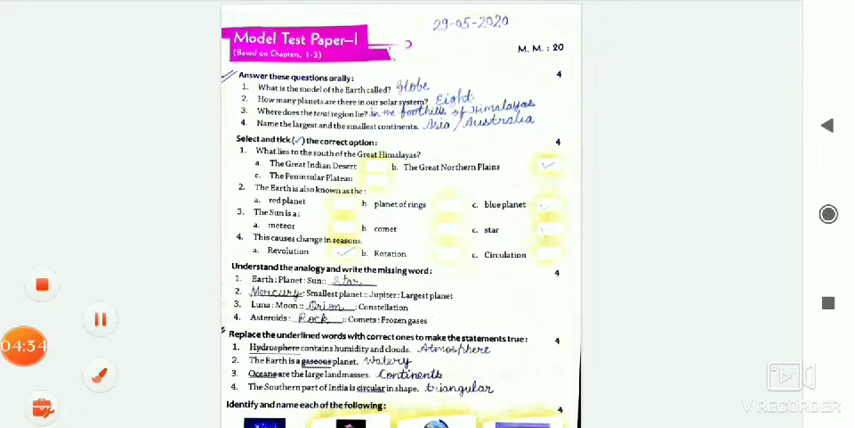 29-05-2020
Model Test Paper-I
(Based on Chapters, 1-3)
M. M. : 20
Answer these questions orally: 4
1. What is the model of the Earth called? Globe
2. How many planets are there in our solar system? Eight
3. Where does the terai region lie? in the foothills of Himalayas
4. Name the largest and the smallest continents. Asia / Australia
Select and tick (✓) the correct option: 4
1. What lies to the south of the Great Himalayas?
a. The Great Indian Desert b. The Great Northern Plains ✓
c. The Peninsular Plateau
2. The Earth is also known as the :
a. red planet b. planet of rings c. blue planet ✓
3. The Sun is a :
a. meteor b. comet c. star
4. This causes change in seasons.
a. Revolution ✓ b. Rotation c. Circulation
Understand the analogy and write the missing word : 4
1. Earth : Planet : Sun :: Star
2. Mercury : Smallest planet :: Jupiter : Largest planet
3. Luna : Moon :: Orion : Constellation
4. Asteroids : Rock :: Comets : Frozen gases
Replace the underlined words with correct ones to make the statements true : 4
1. Hydrosphere contains humidity and clouds. Atmosphere
2. The Earth is a gaseous planet. Watery
3. Oceans are the large landmasses. Continents
4. The Southern part of India is circular in shape. triangular
Identify and name each of the following : 4
04:34
V RECORDER